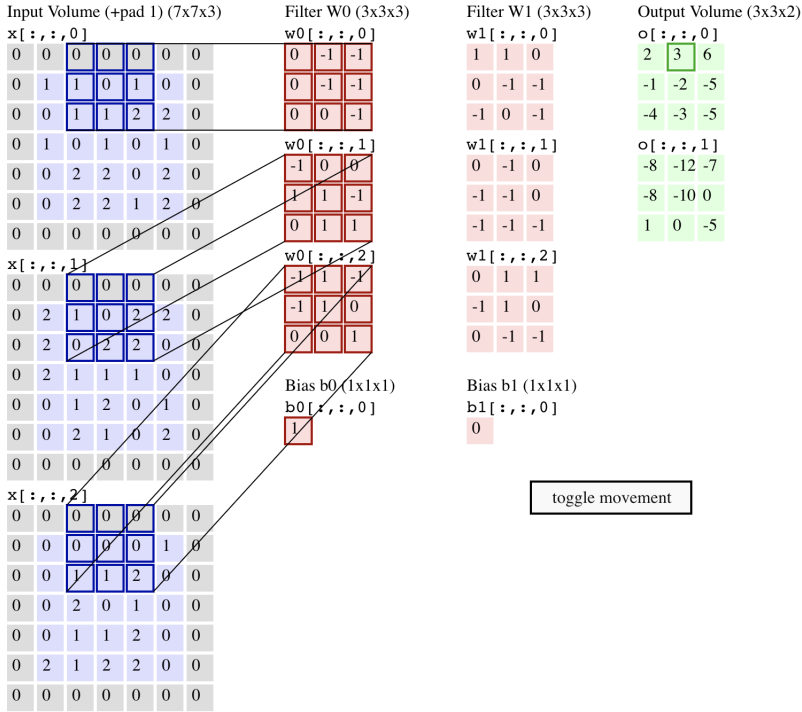 Input Volume (+pad 1) (7x7x3)
x[:,:,0]
0 0 0 0 0 0 0
0 1 1 0 1 0 0
0 0 1 1 2 2 0
0 1 0 1 0 1 0
0 0 2 2 0 2 0
0 0 2 2 1 2 0
0 0 0 0 0 0 0
x[:,:,1]
0 0 0 0 0 0 0
0 2 1 0 2 2 0
0 2 0 2 2 0 0
0 2 1 1 1 0 0
0 0 1 2 0 1 0
0 0 2 1 0 2 0
0 0 0 0 0 0 0
x[:,:,2]
0 0 0 0 0 0 0
0 0 0 0 0 1 0
0 0 1 1 2 0 0
0 0 2 0 1 0 0
0 0 1 1 2 0 0
0 2 1 2 2 0 0
0 0 0 0 0 0 0
Filter W0 (3x3x3)
w0[:,:,0]
0 -1 -1
0 -1 -1
0 0 -1
w0[:,:,1]
-1 0 0
1 1 -1
0 1 1
w0[:,:,2]
-1 1 -1
-1 1 0
0 0 1
Bias b0 (1x1x1)
b0[:,:,0]
1
Filter W1 (3x3x3)
w1[:,:,0]
1 1 0
0 -1 -1
-1 0 -1
w1[:,:,1]
0 -1 0
-1 -1 0
-1 -1 -1
w1[:,:,2]
0 1 1
-1 1 0
0 -1 -1
Bias b1 (1x1x1)
b1[:,:,0]
0
Output Volume (3x3x2)
o[:,:,0]
2 3 6
-1 -2 -5
-4 -3 -5
o[:,:,1]
-8 -12 -7
-8 -10 0
1 0 -5
toggle movement